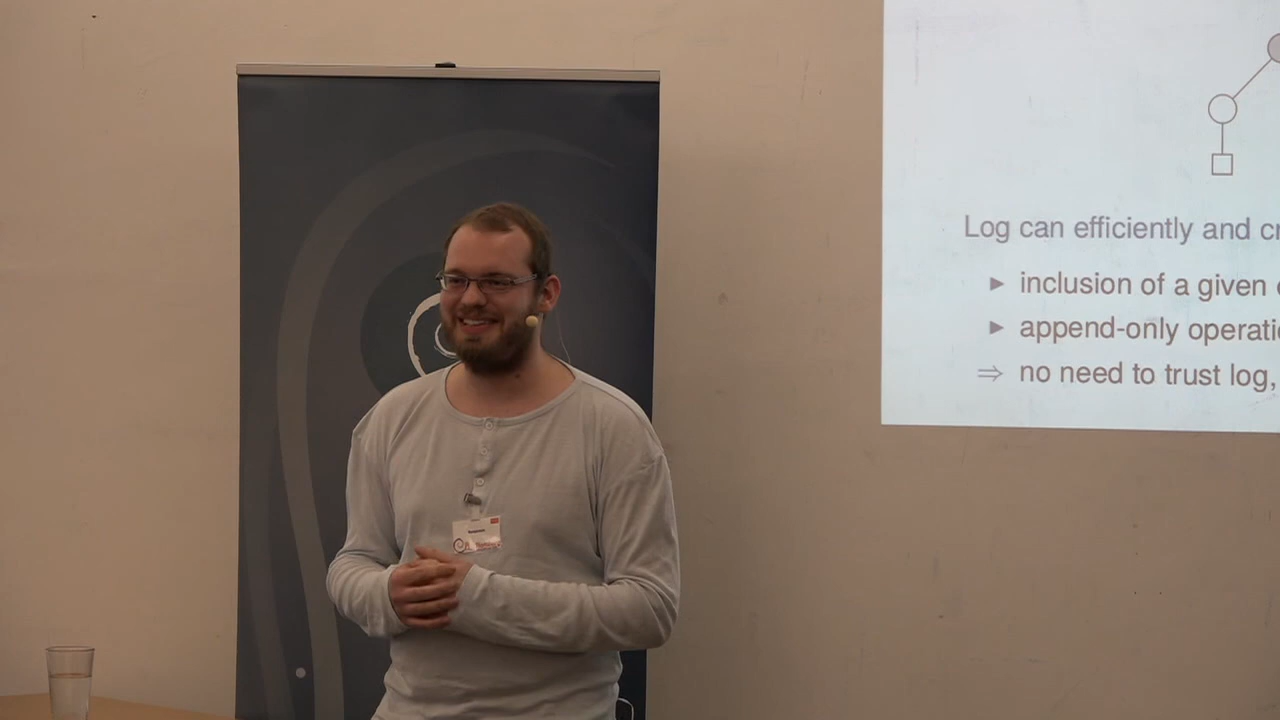 Log can efficiently and cr
▶ inclusion of a given
▶ append-only operati
⇒ no need to trust log,